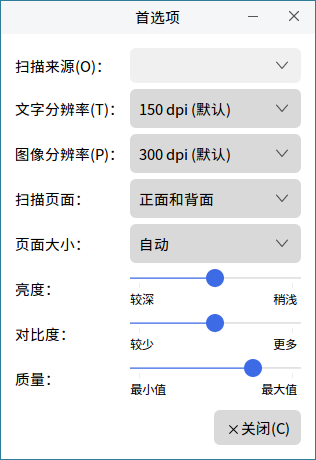 首选项
扫描来源(O)：
文字分辨率(T)： 150 dpi (默认)
图像分辨率(P)： 300 dpi (默认)
扫描页面： 正面和背面
页面大小： 自动
亮度：
较深 稍浅
对比度：
较少 更多
质量：
最小值 最大值
×关闭(C)